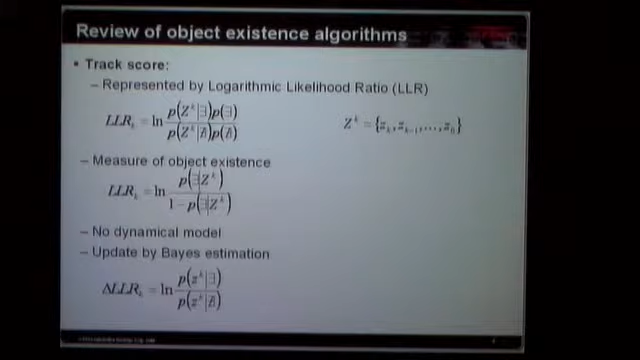 Review of object existence algorithms
• Track score:
– Represented by Logarithmic Likelihood Ratio (LLR)
LLR_k = ln p(Z^k|∃)p(∃) / p(Z^k|∄)p(∄)
Z^k = {z_k, z_{k-1}, ..., z_0}
– Measure of object existence
LLR_k = ln p(∃|Z^k) / 1 − p(∃|Z^k)
– No dynamical model
– Update by Bayes estimation
ΔLLR_k = ln p(z^k|∃) / p(z^k|∄)